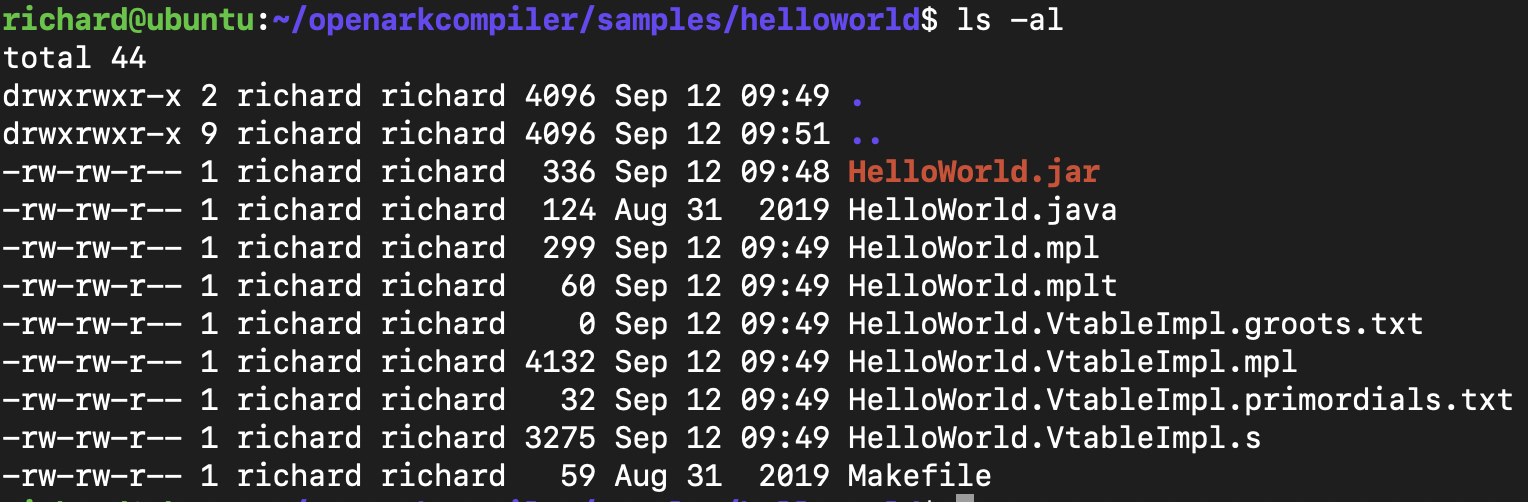 richard@ubuntu:~/openarkcompiler/samples/helloworld$ ls -al
total 44
drwxrwxr-x 2 richard richard 4096 Sep 12 09:49 .
drwxrwxr-x 9 richard richard 4096 Sep 12 09:51 ..
-rw-rw-r-- 1 richard richard  336 Sep 12 09:48 HelloWorld.jar
-rw-rw-r-- 1 richard richard  124 Aug 31  2019 HelloWorld.java
-rw-rw-r-- 1 richard richard  299 Sep 12 09:49 HelloWorld.mpl
-rw-rw-r-- 1 richard richard   60 Sep 12 09:49 HelloWorld.mplt
-rw-rw-r-- 1 richard richard    0 Sep 12 09:49 HelloWorld.VtableImpl.groots.txt
-rw-rw-r-- 1 richard richard 4132 Sep 12 09:49 HelloWorld.VtableImpl.mpl
-rw-rw-r-- 1 richard richard   32 Sep 12 09:49 HelloWorld.VtableImpl.primordials.txt
-rw-rw-r-- 1 richard richard 3275 Sep 12 09:49 HelloWorld.VtableImpl.s
-rw-rw-r-- 1 richard richard   59 Aug 31  2019 Makefile